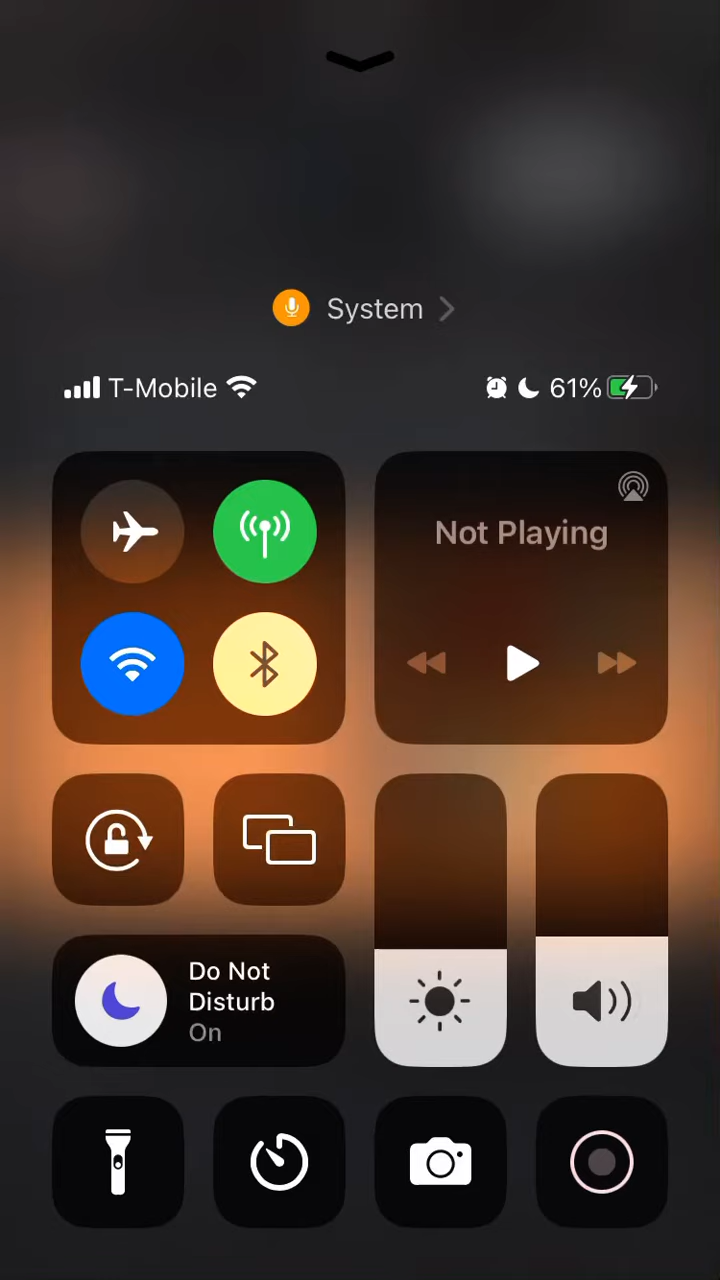 System
T-Mobile 61%
Not Playing
Do Not
Disturb
On